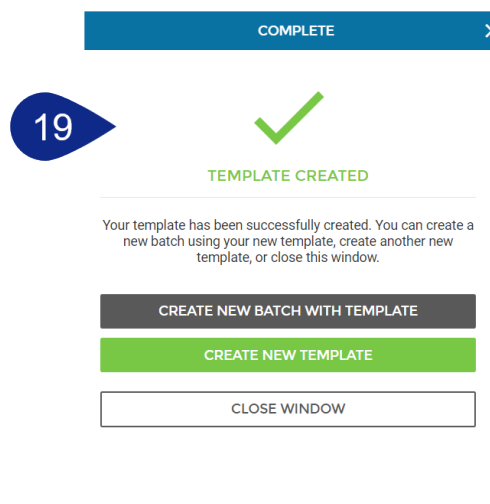 COMPLETE
19
TEMPLATE CREATED
Your template has been successfully created. You can create a
new batch using your new template, create another new
template, or close this window.
CREATE NEW BATCH WITH TEMPLATE
CREATE NEW TEMPLATE
CLOSE WINDOW